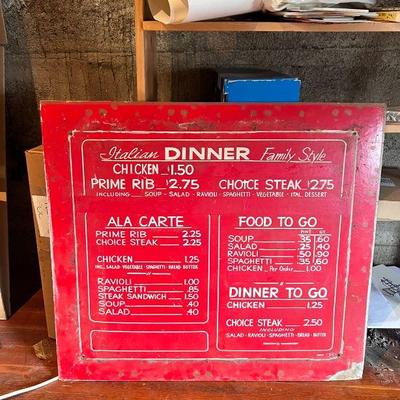 Italian DINNER Family Style
CHICKEN $1.50
PRIME RIB $2.75 CHOICE STEAK $2.75
INCLUDING SOUP - SALAD - RAVIOLI - SPAGHETTI - VEGETABLE - ITAL. DESSERT
ALA CARTE
PRIME RIB 2.25
CHOICE STEAK 2.25
CHICKEN 1.25
INCL. SALAD - VEGETABLE - SPAGHETTI - BREAD - BUTTER
RAVIOLI 1.00
SPAGHETTI .85
STEAK SANDWICH 1.50
SOUP .40
SALAD .40
FOOD TO GO
PINT QT
SOUP .35 .60
SALAD .25 .40
RAVIOLI .50 .90
SPAGHETTI .35 .60
CHICKEN Per Order 1.00
DINNER TO GO
CHICKEN 1.25
CHOICE STEAK 2.50
INCLUDING
SALAD - RAVIOLI - SPAGHETTI - BREAD - BUTTER